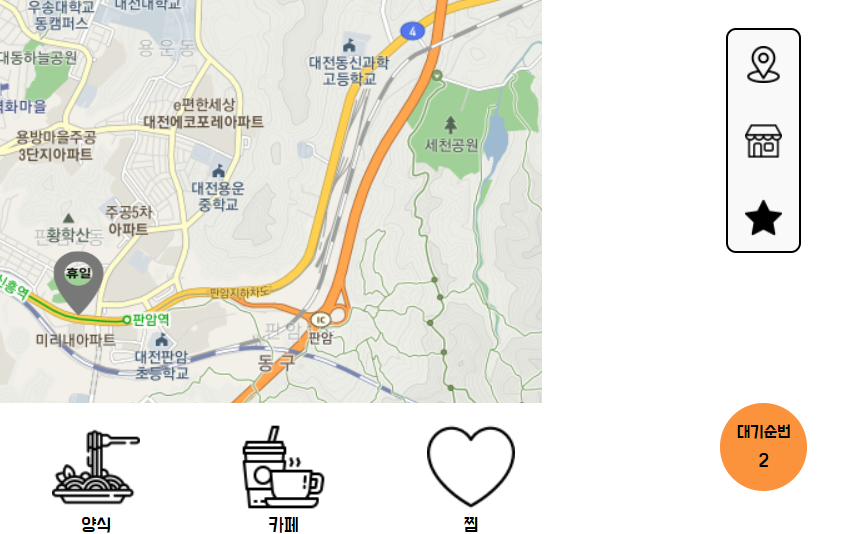 우송대학교
동캠퍼스
대전대학교
용운동
4
대전동신과학
고등학교
대동하늘공원
벽화마을
e편한세상
대전에코포레아파트
용방마을주공
3단지아파트
세천공원
대전용운
중학교
주공5차
아파트
황학산
판암동
휴일
신흥역
판암지하차도
판암역
IC
판암
미리내아파트
대전판암
초등학교
동구
대기순번
2
양식
카페
찜